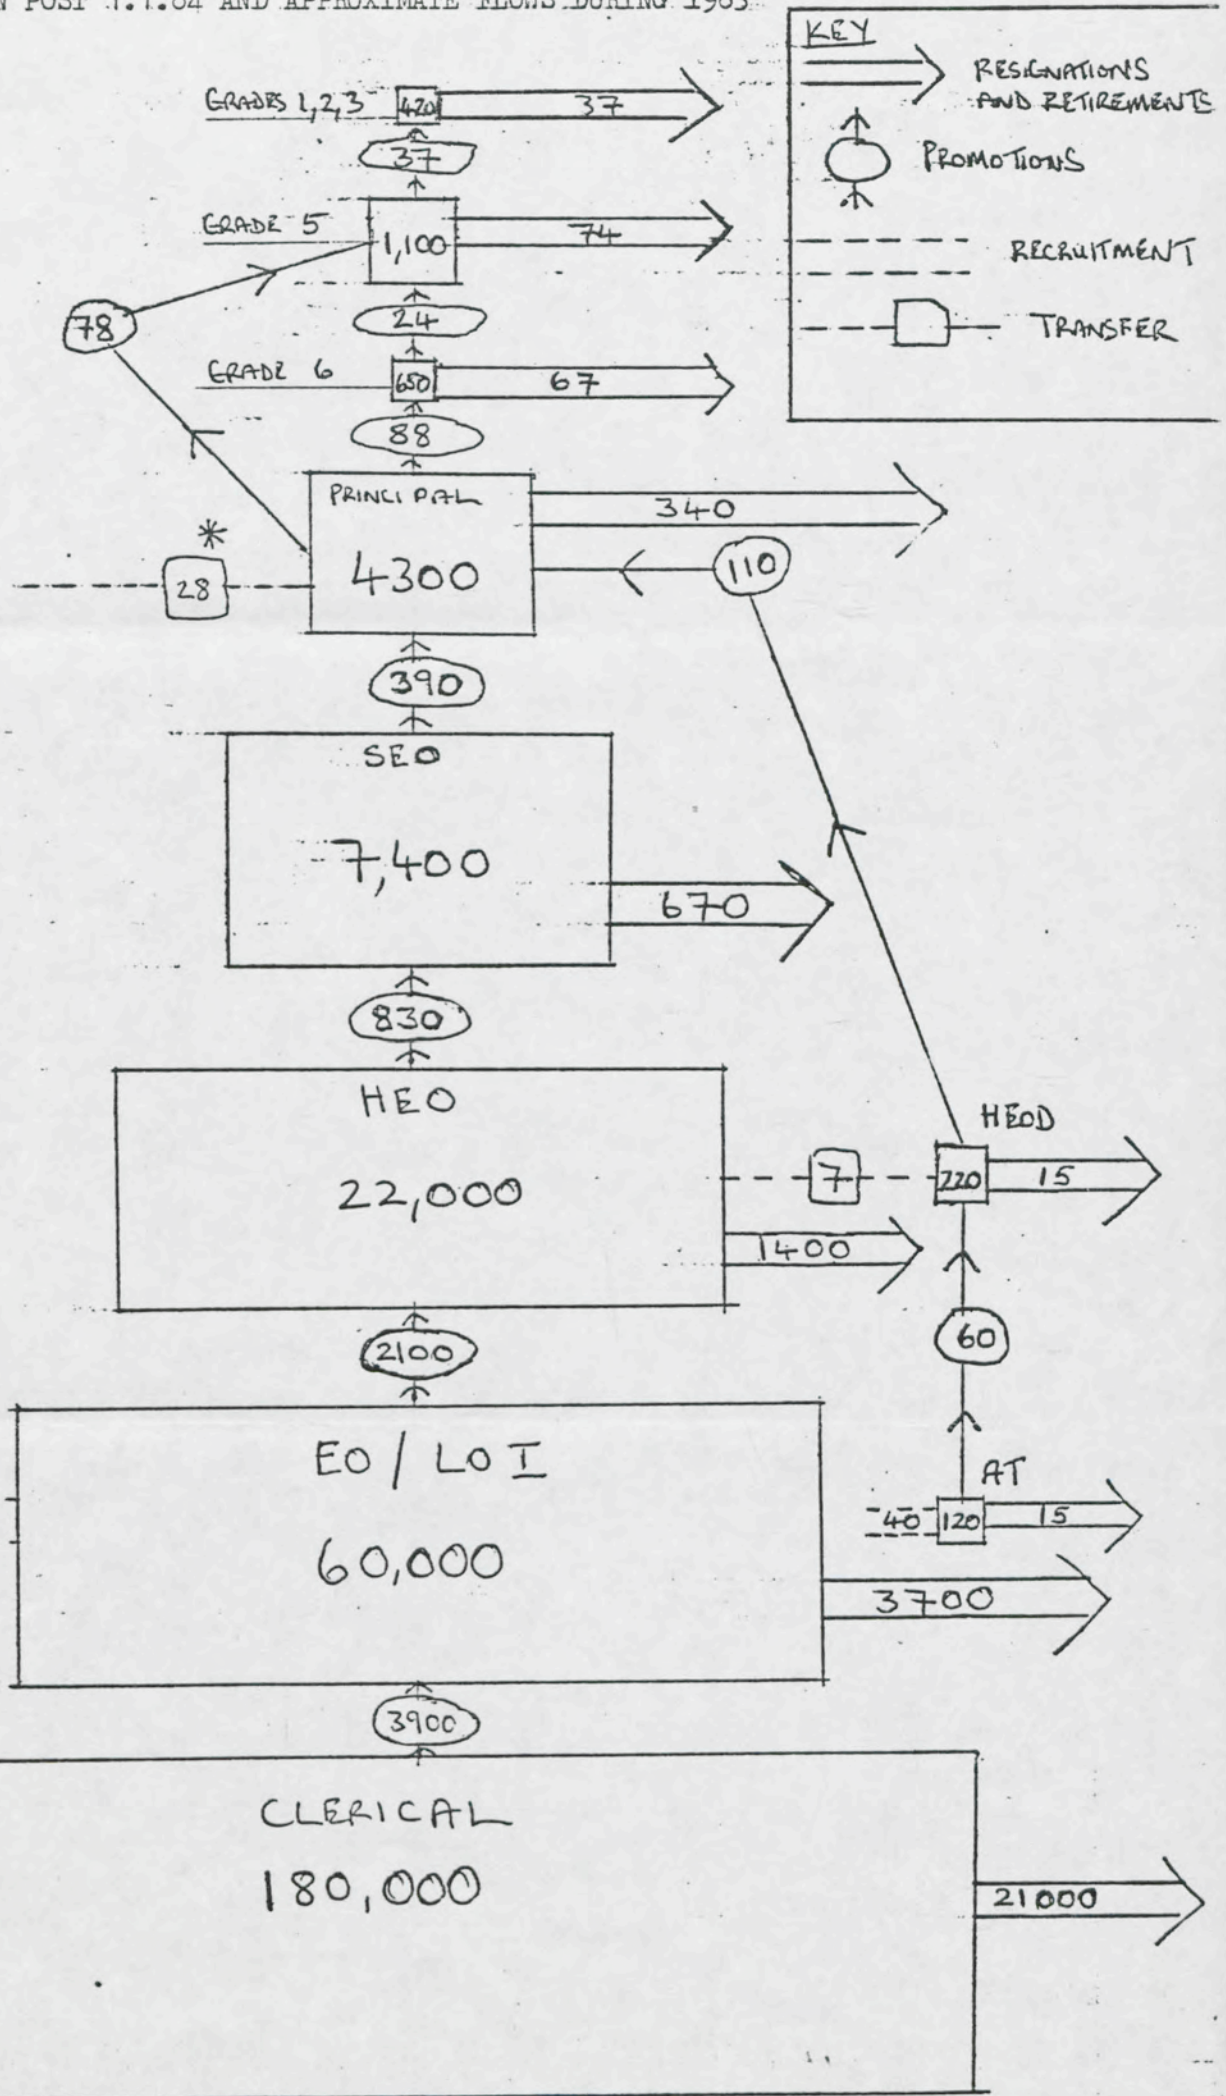 POST 1.1.84 AND APPROXIMATE FLOWS DURING 1983
KEY
RESIGNATIONS
AND RETIREMENTS
PROMOTIONS
RECRUITMENT
TRANSFER
GRADES 1,2,3
420
37
37
GRADE 5
1,100
74
78
24
GRADE 6
650
67
88
PRINCIPAL
4300
340
110
*
28
390
SEO
7,400
670
830
HEO
22,000
HEOD
7
220
15
1400
2100
60
EO / LO I
60,000
AT
40
120
15
3700
3900
CLERICAL
180,000
21000